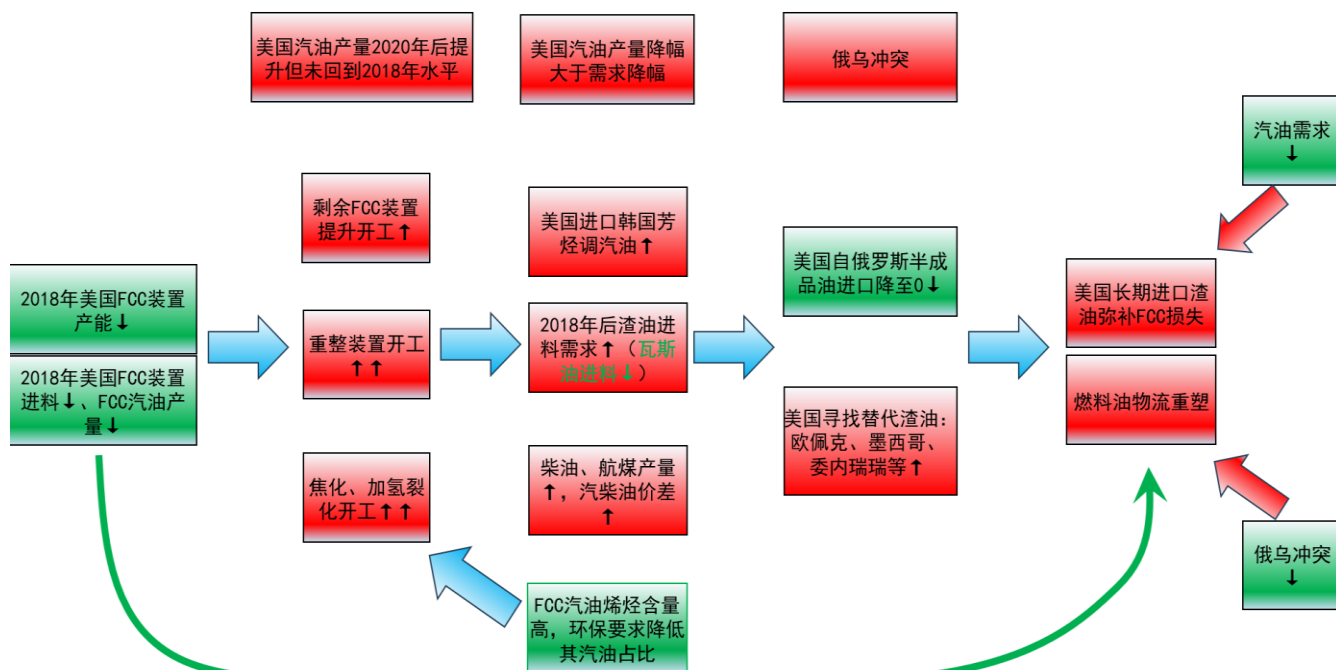 美国汽油产量2020年后提
升但未回到2018年水平
美国汽油产量降幅
大于需求降幅
俄乌冲突
汽油需求
↓
剩余FCC装置
提升开工↑
美国进口韩国芳
烃调汽油↑
美国自俄罗斯半成
品油进口降至0↓
2018年美国FCC装置
产能↓
2018年美国FCC装置
进料↓、FCC汽油产
量↓
重整装置开工
↑↑
2018年后渣油进
料需求↑（瓦斯
油进料↓）
美国长期进口渣
油弥补FCC损失
燃料油物流重塑
美国寻找替代渣油：
欧佩克、墨西哥、
委内瑞瑞等↑
焦化、加氢裂
化开工↑↑
柴油、航煤产量
↑，汽柴油价差
↑
俄乌冲突
↓
FCC汽油烯烃含量
高，环保要求降低
其汽油占比